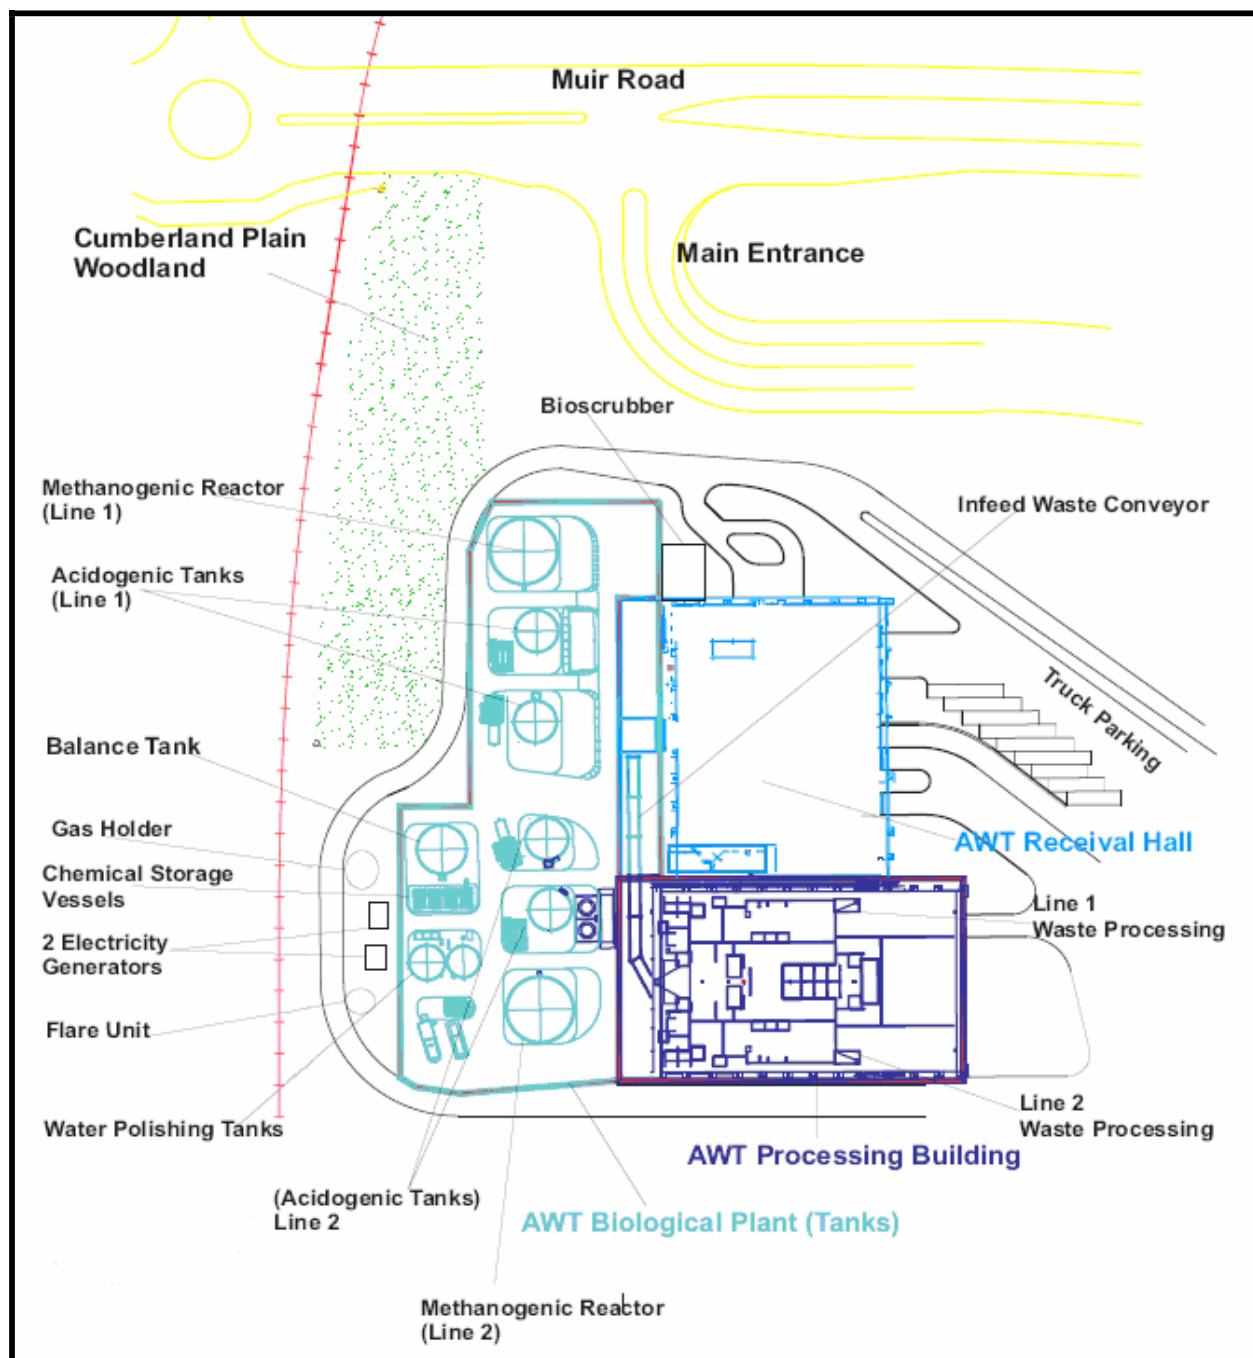 Muir Road
Cumberland Plain
Woodland
Main Entrance
Bioscrubber
Methanogenic Reactor
(Line 1)
Infeed Waste Conveyor
Acidogenic Tanks
(Line 1)
Truck Parking
Balance Tank
Gas Holder
AWT Receival Hall
Chemical Storage
Vessels
Line 1
Waste Processing
2 Electricity
Generators
Flare Unit
Water Polishing Tanks
Line 2
Waste Processing
AWT Processing Building
(Acidogenic Tanks)
Line 2
AWT Biological Plant (Tanks)
Methanogenic Reactor
(Line 2)